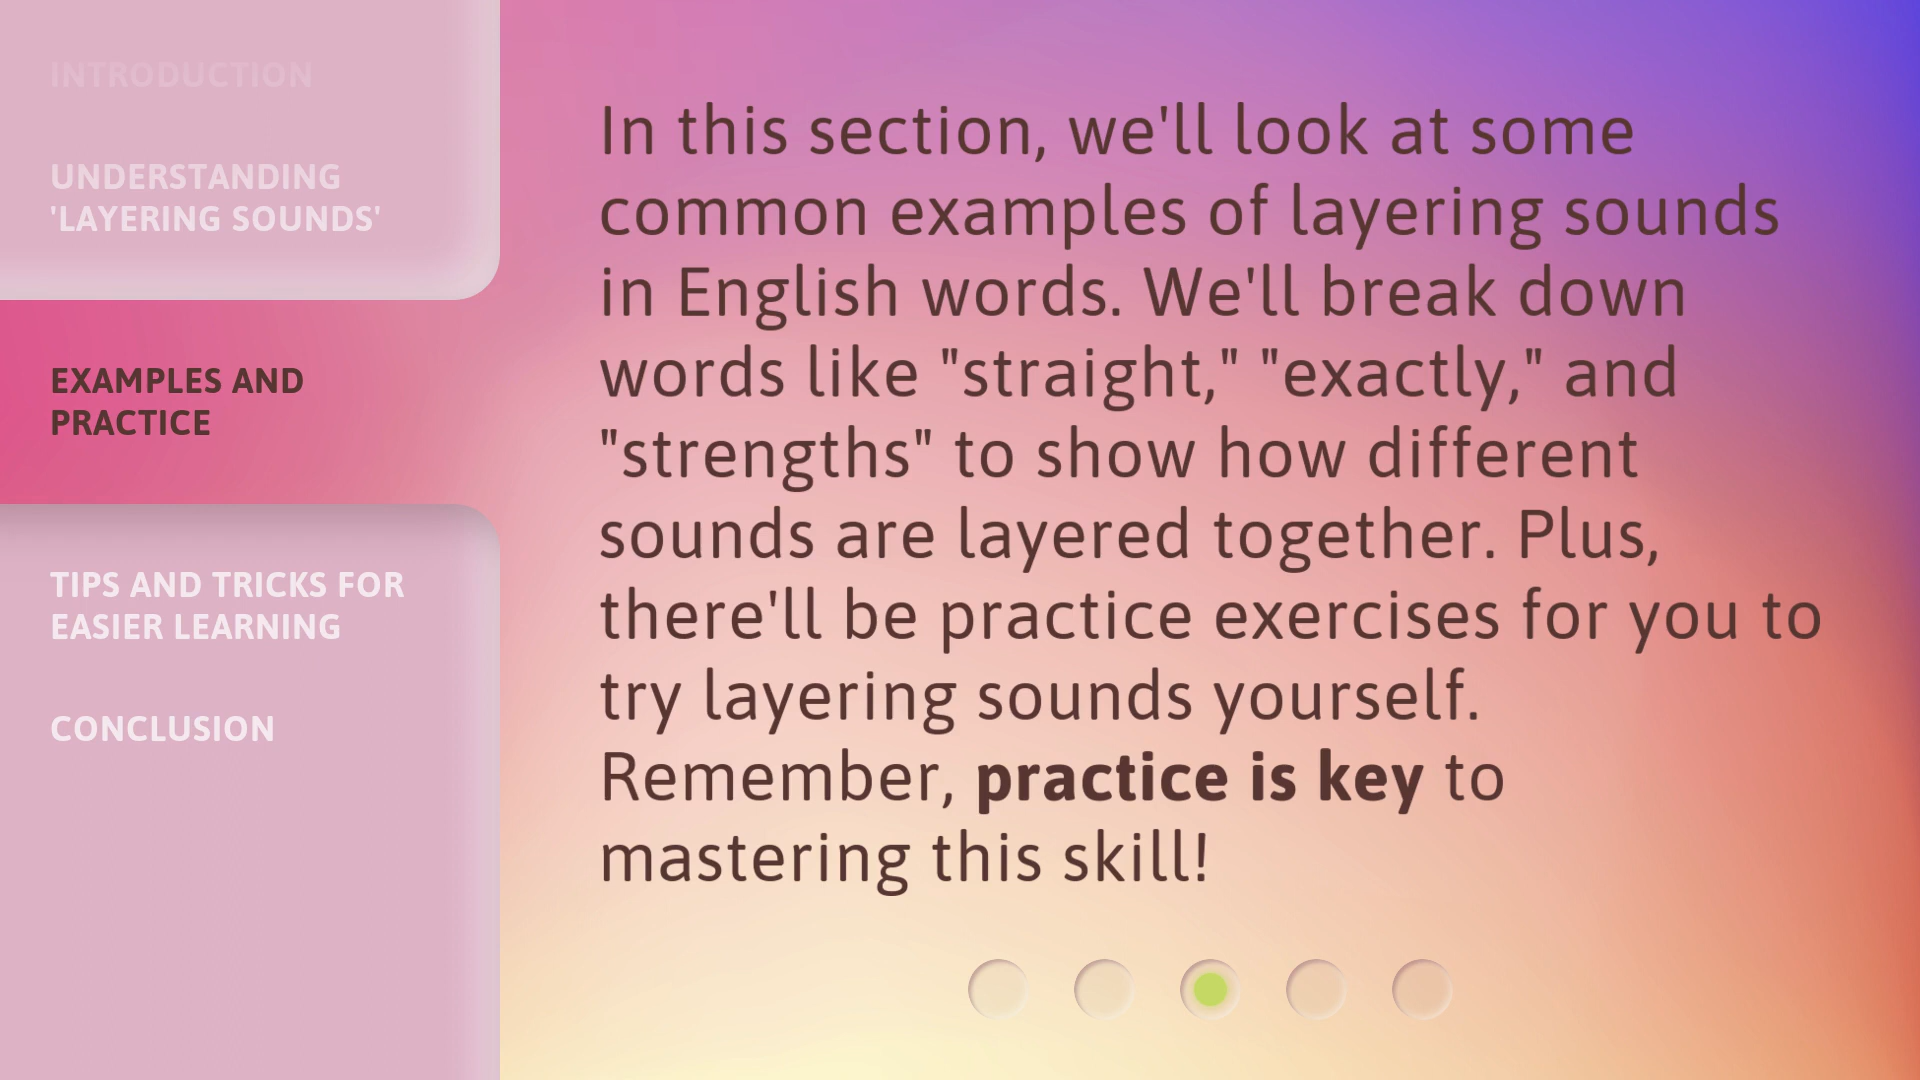 INTRODUCTION
UNDERSTANDING
'LAYERING SOUNDS'
EXAMPLES AND
PRACTICE
TIPS AND TRICKS FOR
EASIER LEARNING
CONCLUSION
In this section, we'll look at some
common examples of layering sounds
in English words. We'll break down
words like "straight," "exactly," and
"strengths" to show how different
sounds are layered together. Plus,
there'll be practice exercises for you to
try layering sounds yourself.
Remember, practice is key to
mastering this skill!